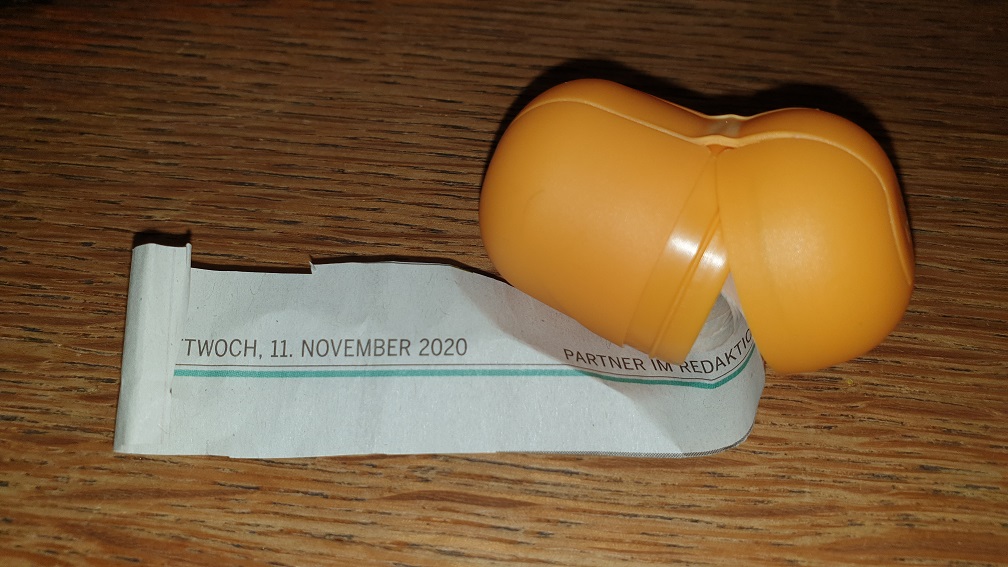 TWOCH, 11. NOVEMBER 2020
PARTNER IM REDAKTIO